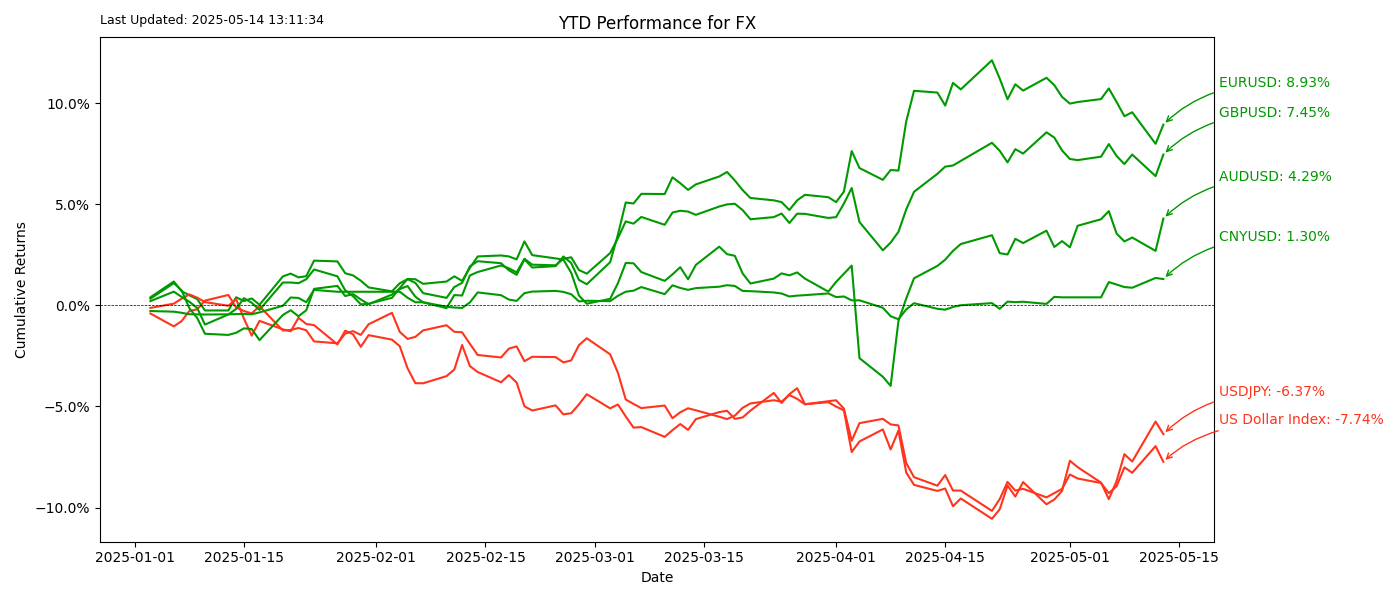 Last Updated: 2025-05-14 13:11:34
YTD Performance for FX
Cumulative Returns
10.0%
5.0%
0.0%
−5.0%
−10.0%
EURUSD: 8.93%
GBPUSD: 7.45%
AUDUSD: 4.29%
CNYUSD: 1.30%
USDJPY: -6.37%
US Dollar Index: -7.74%
2025-01-01
2025-01-15
2025-02-01
2025-02-15
2025-03-01
2025-03-15
2025-04-01
2025-04-15
2025-05-01
2025-05-15
Date